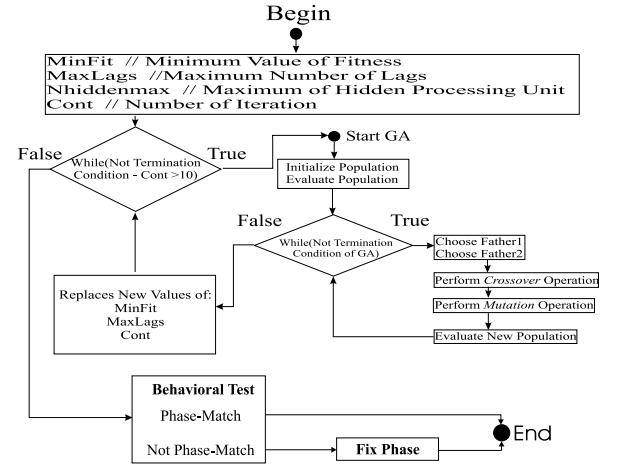 Begin
MinFit // Minimum Value of Fitness
MaxLags //Maximum Number of Lags
Nhiddenmax // Maximum of Hidden Processing Unit
Cont // Number of Iteration
False
True
While(Not Termination
Condition - Cont >10)
Start GA
Initialize Population
Evaluate Population
False
True
While(Not Termination
Condition of GA)
Choose Father1
Choose Father2
Perform Crossover Operation
Perform Mutation Operation
Evaluate New Population
Replaces New Values of:
MinFit
MaxLags
Cont
Behavioral Test
Phase-Match
Not Phase-Match
Fix Phase
End